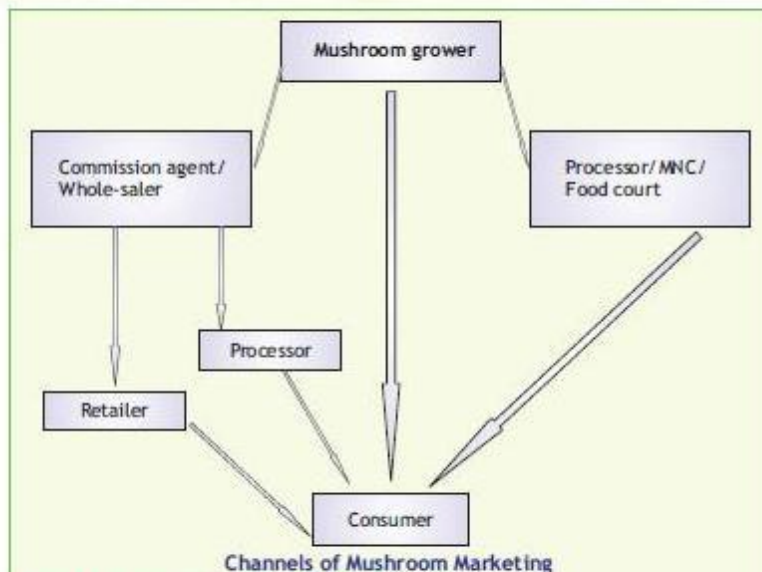 Mushroom grower
Commission agent/
Whole-saler
Processor/MNC/
Food court
Processor
Retailer
Consumer
Channels of Mushroom Marketing